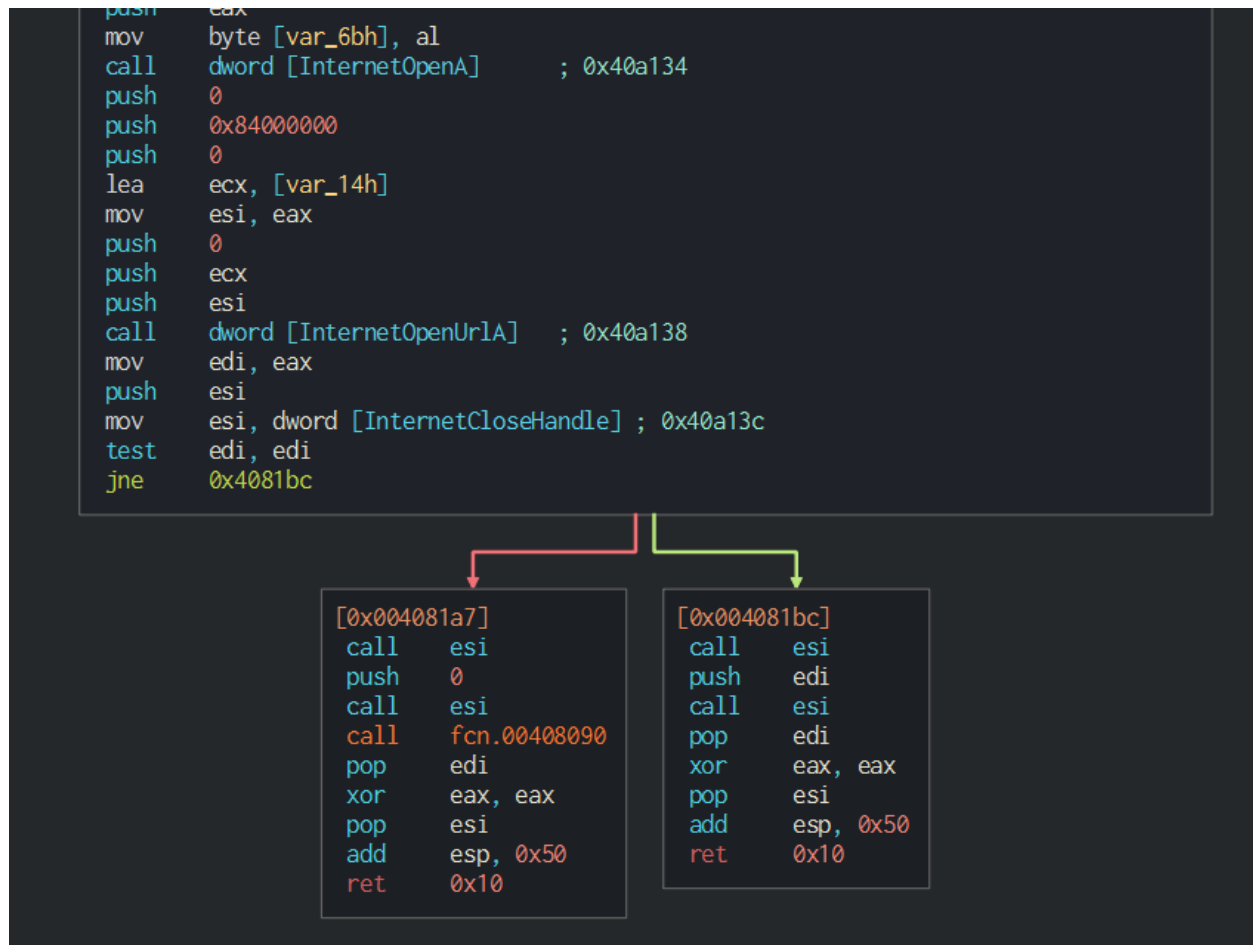 push eax
mov byte [var_6bh], al
call dword [InternetOpenA] ; 0x40a134
push 0
push 0x84000000
push 0
lea ecx, [var_14h]
mov esi, eax
push 0
push ecx
push esi
call dword [InternetOpenUrlA] ; 0x40a138
mov edi, eax
push esi
mov esi, dword [InternetCloseHandle] ; 0x40a13c
test edi, edi
jne 0x4081bc
[0x004081a7]
call esi
push 0
call esi
call fcn.00408090
pop edi
xor eax, eax
pop esi
add esp, 0x50
ret 0x10
[0x004081bc]
call esi
push edi
call esi
pop edi
xor eax, eax
pop esi
add esp, 0x50
ret 0x10